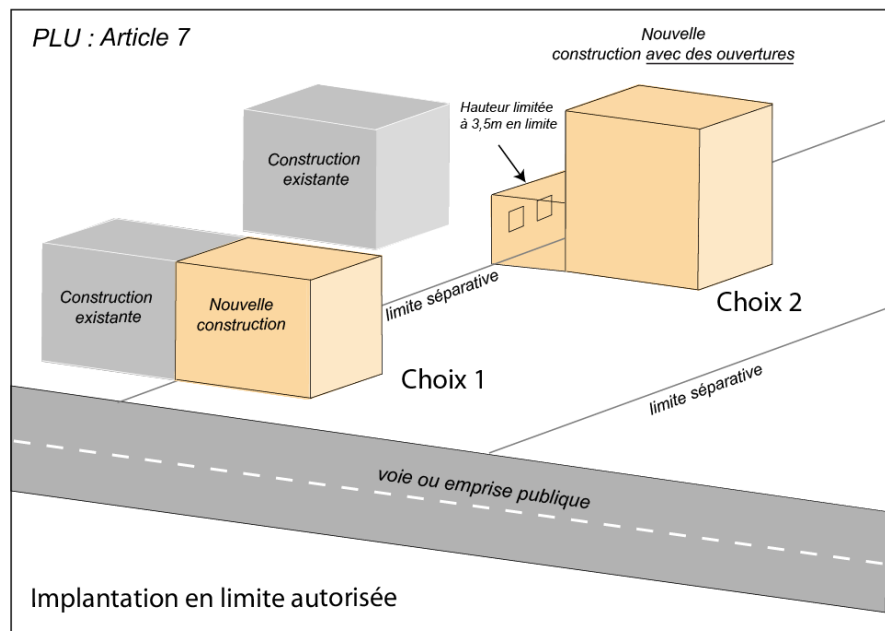 PLU : Article 7
Nouvelle
construction avec des ouvertures
Hauteur limitée
à 3,5m en limite
Construction
existante
Construction
existante
Nouvelle
construction
limite séparative
Choix 2
Choix 1
limite séparative
voie ou emprise publique
Implantation en limite autorisée